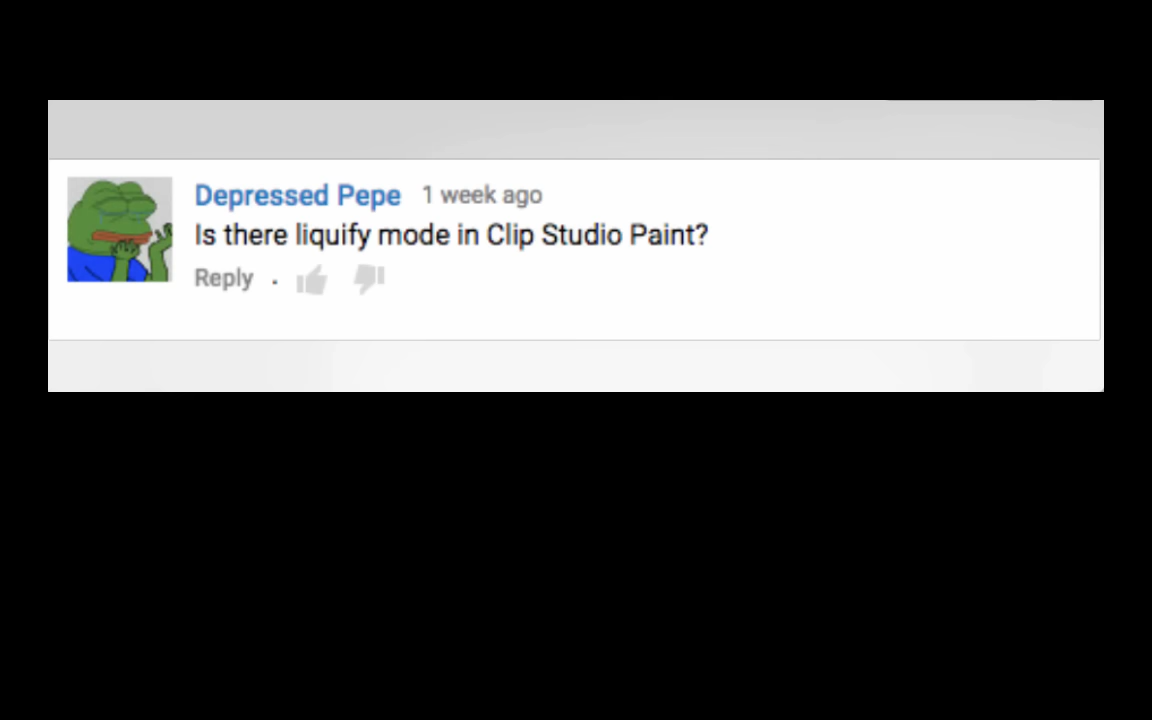 Depressed Pepe 1 week ago
Is there liquify mode in Clip Studio Paint?
Reply .